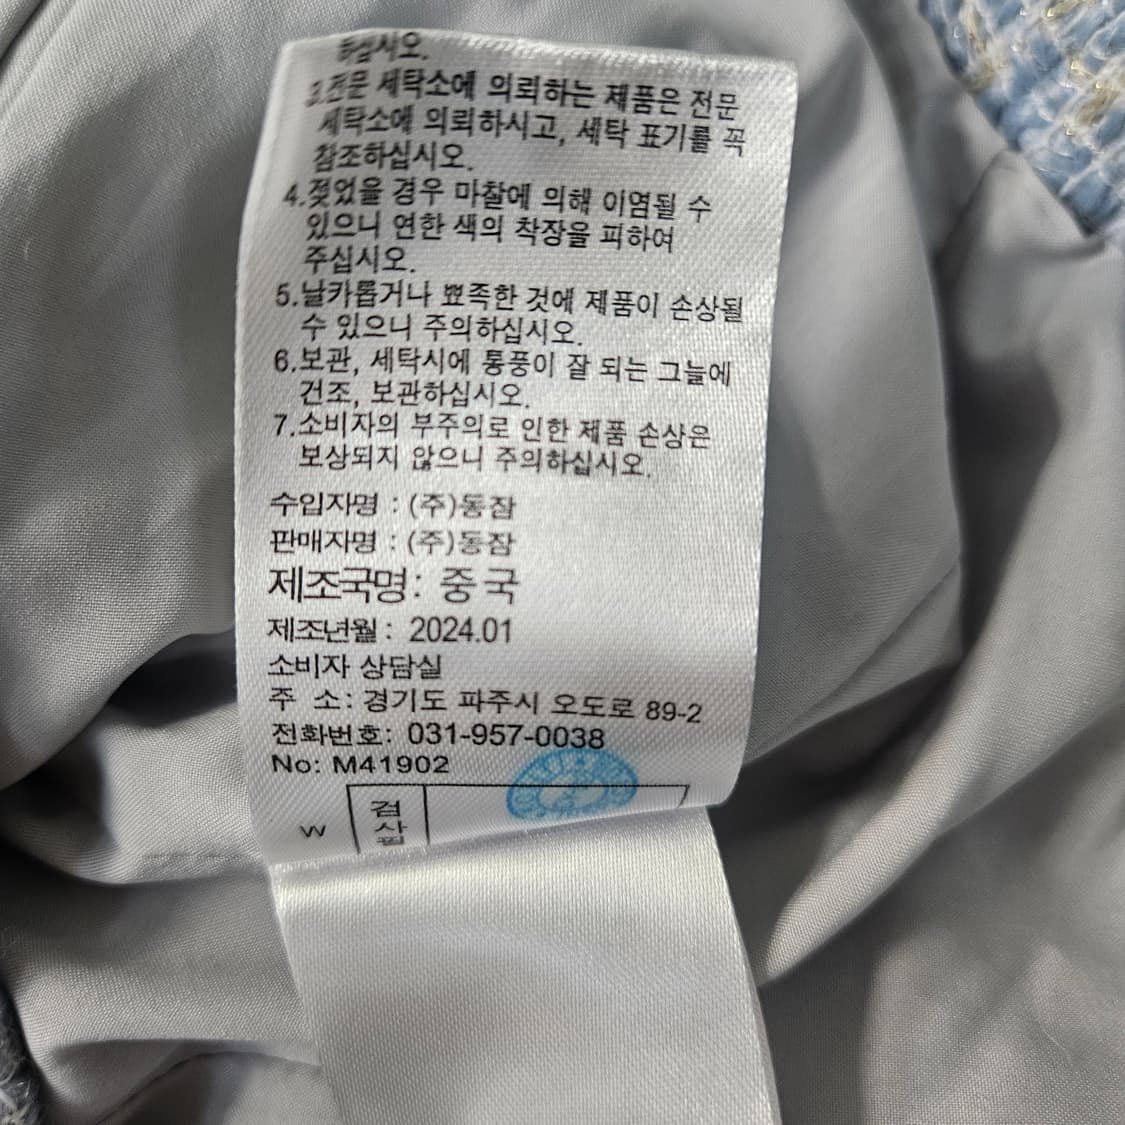 하십시오.
3.전문 세탁소에 의뢰하는 제품은 전문
세탁소에 의뢰하시고, 세탁 표기를 꼭
참조하십시오.
4.젖었을 경우 마찰에 의해 이염될 수
있으니 연한 색의 착장을 피하여
주십시오.
5.날카롭거나 뾰족한 것에 제품이 손상될
수 있으니 주의하십시오.
6.보관, 세탁시에 통풍이 잘 되는 그늘에
건조, 보관하십시오.
7.소비자의 부주의로 인한 제품 손상은
보상되지 않으니 주의하십시오.
수입자명 : (주)동잠
판매자명 : (주)동잠
제조국명: 중국
제조년월: 2024.01
소비자 상담실
주 소: 경기도 파주시 오도로 89-2
전화번호: 031-957-0038
No: M41902
W
검사필